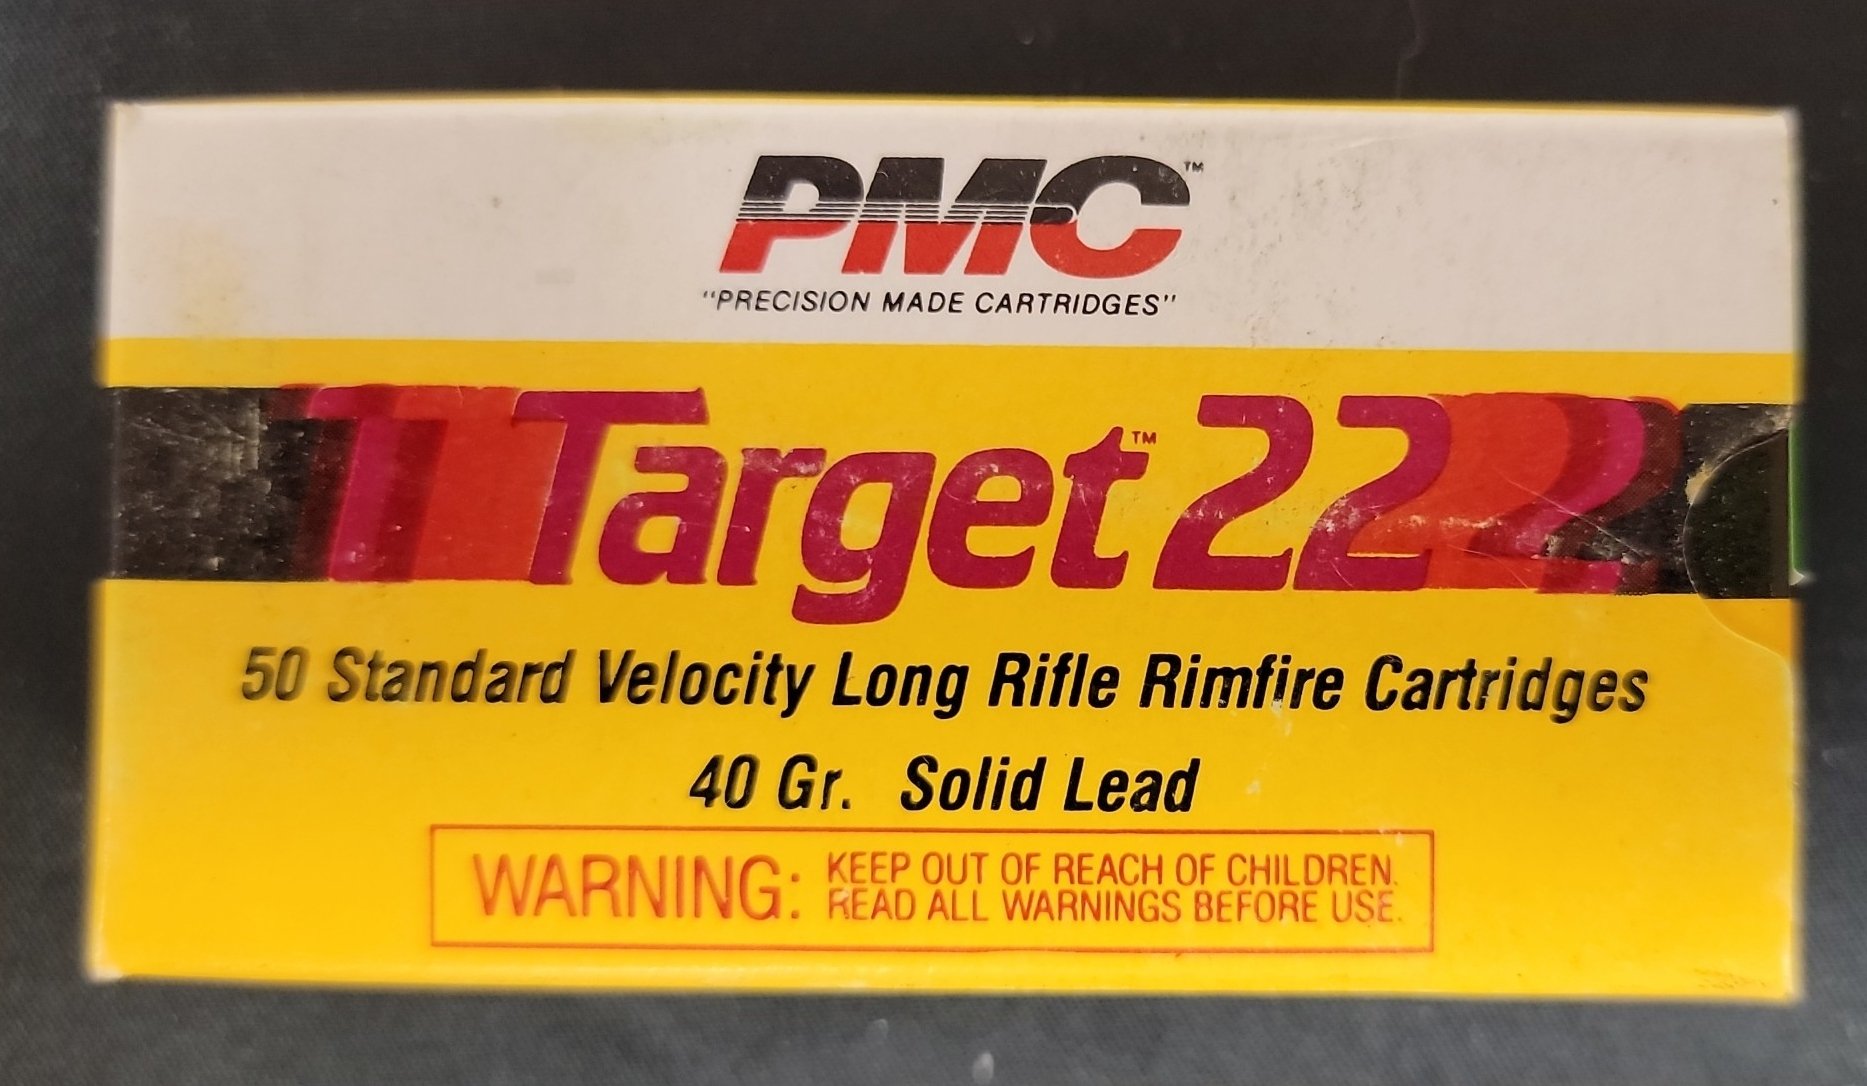 PMC™
"PRECISION MADE CARTRIDGES"
Target™ 22
50 Standard Velocity Long Rifle Rimfire Cartridges
40 Gr. Solid Lead
WARNING: KEEP OUT OF REACH OF CHILDREN.
READ ALL WARNINGS BEFORE USE.